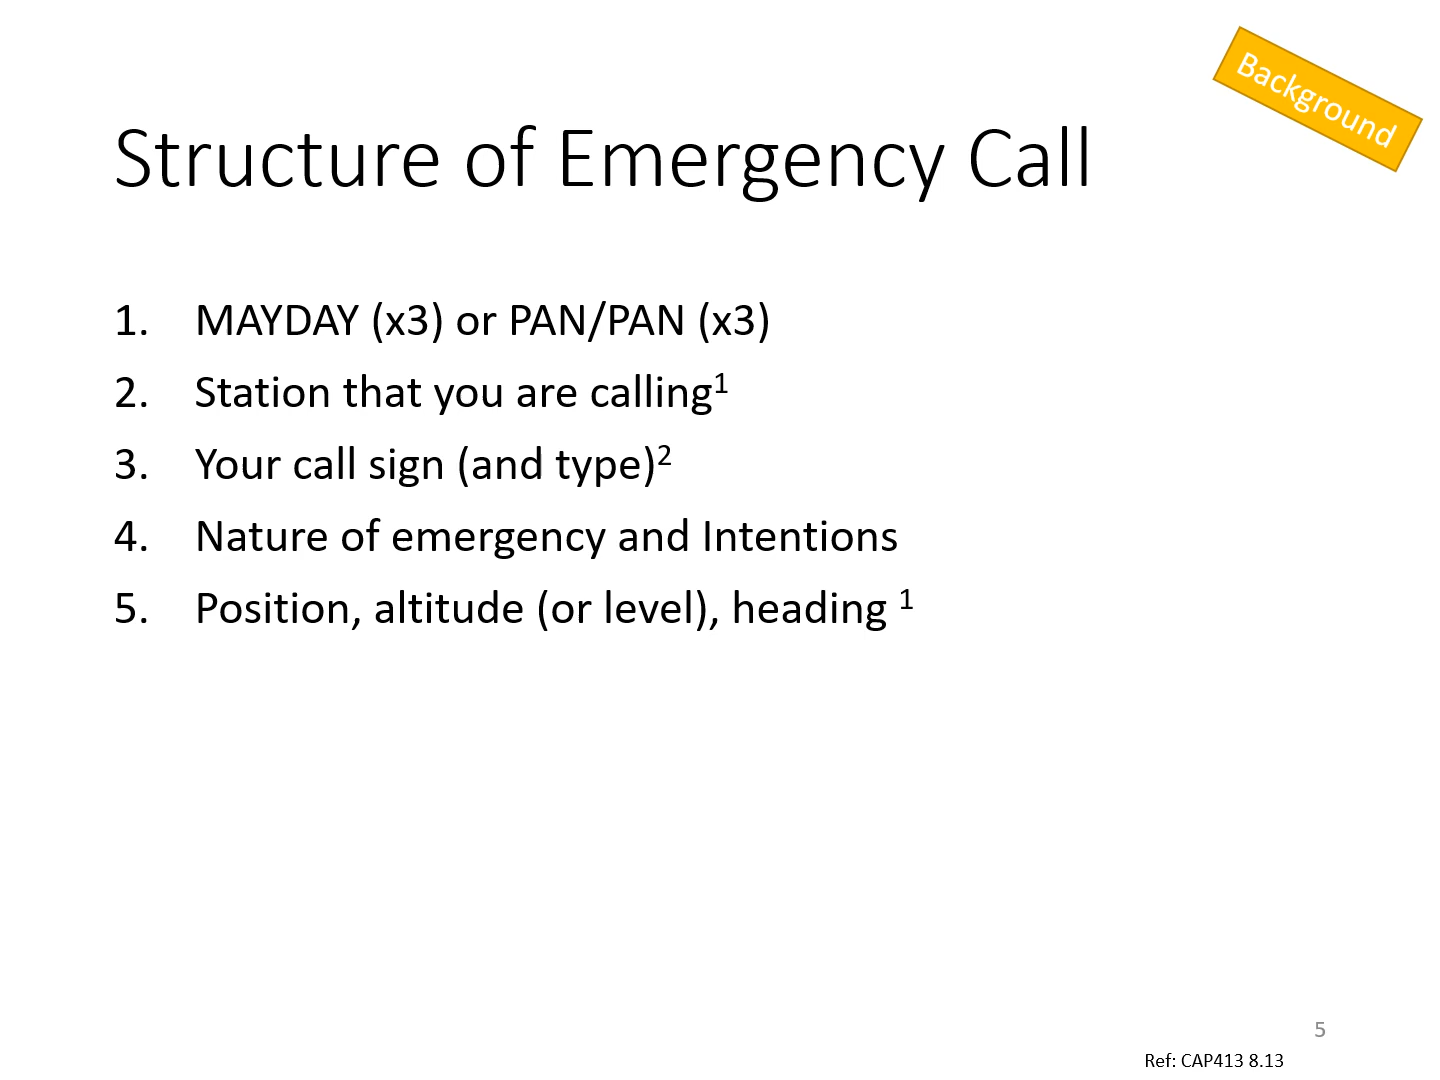 Background
Structure of Emergency Call
1. MAYDAY (x3) or PAN/PAN (x3)
2. Station that you are calling¹
3. Your call sign (and type)²
4. Nature of emergency and Intentions
5. Position, altitude (or level), heading ¹
5
Ref: CAP413 8.13